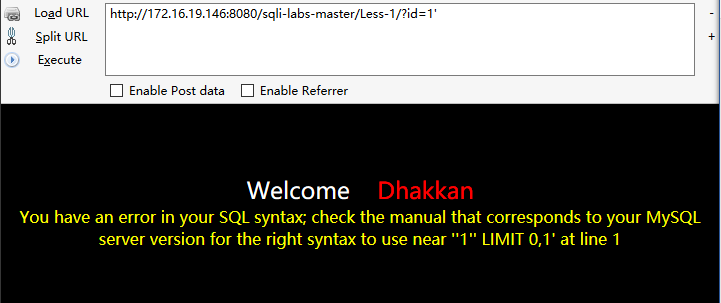 Load URL
http://172.16.19.146:8080/sqli-labs-master/Less-1/?id=1'
-
Split URL
+
Execute
Enable Post data Enable Referrer
Welcome Dhakkan
You have an error in your SQL syntax; check the manual that corresponds to your MySQL
server version for the right syntax to use near ''1'' LIMIT 0,1' at line 1